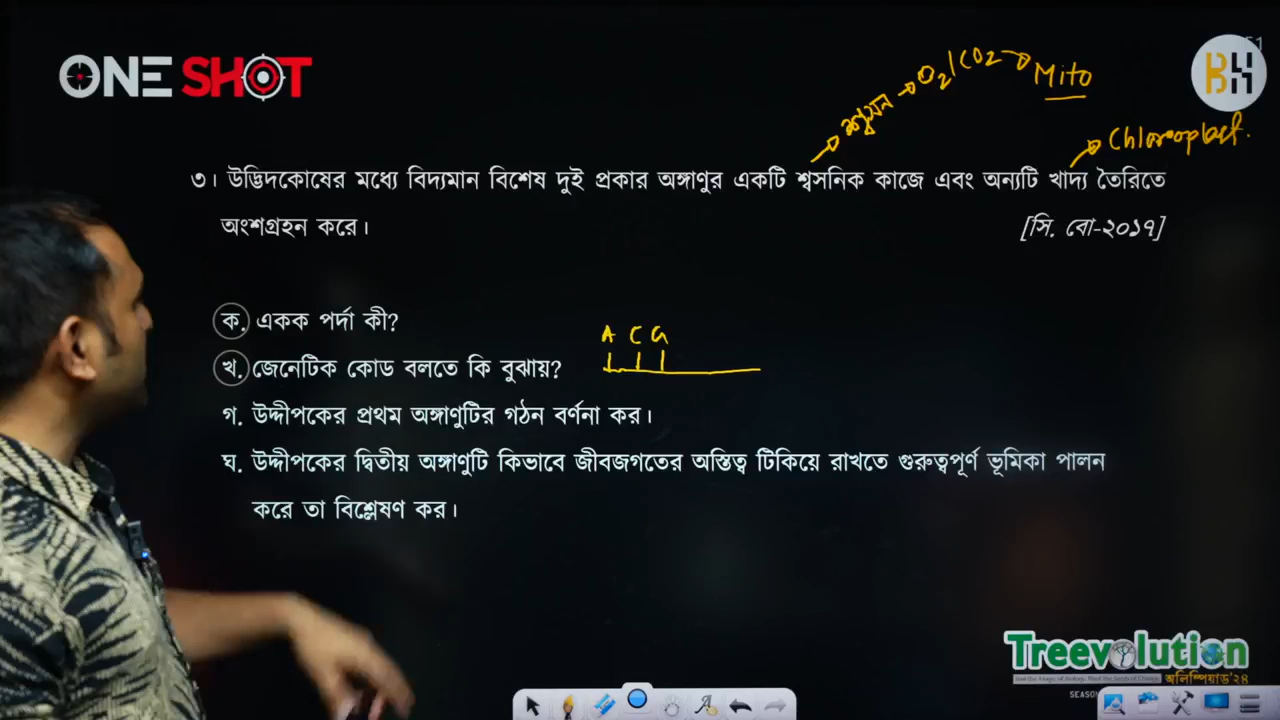 ONE SHOT
BH
শ্বসন → O2/CO2 → Mito
Chloroplast.
৩। উদ্ভিদকোষের মধ্যে বিদ্যমান বিশেষ দুই প্রকার অঙ্গাণুর একটি শ্বসনিক কাজে এবং অন্যটি খাদ্য তৈরিতে
অংশগ্রহন করে। [সি. বো-২০১৭]
ক. একক পর্দা কী?
A C G
খ. জেনেটিক কোড বলতে কি বুঝায়?
গ. উদ্দীপকের প্রথম অঙ্গাণুটির গঠন বর্ণনা কর।
ঘ. উদ্দীপকের দ্বিতীয় অঙ্গাণুটি কিভাবে জীবজগতের অস্তিত্ব টিকিয়ে রাখতে গুরুত্বপূর্ণ ভূমিকা পালন
করে তা বিশ্লেষণ কর।
Treevolution
অলিম্পিয়াড'২৪